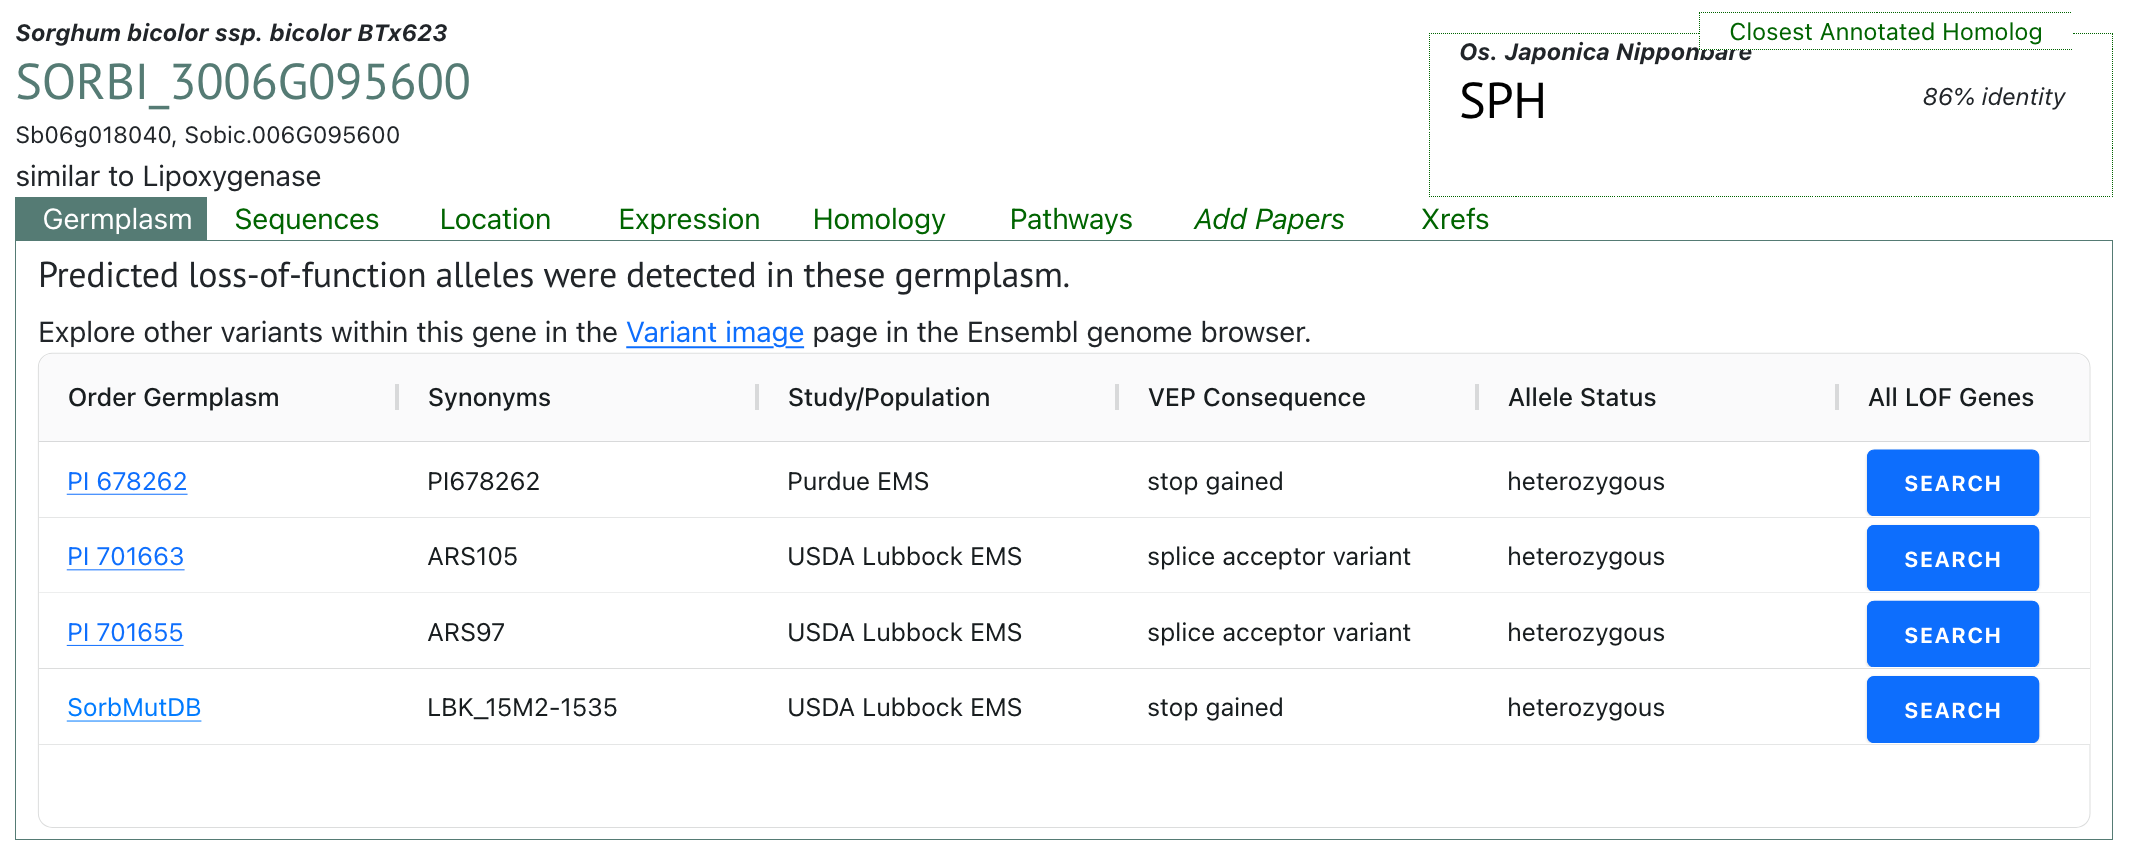 Sorghum bicolor ssp. bicolor BTx623
SORBI_3006G095600
Sb06g018040, Sobic.006G095600
similar to Lipoxygenase
Closest Annotated Homolog
Os. Japonica Nipponbare
SPH 86% identity
Germplasm Sequences Location Expression Homology Pathways Add Papers Xrefs
Predicted loss-of-function alleles were detected in these germplasm.
Explore other variants within this gene in the Variant image page in the Ensembl genome browser.
Order Germplasm Synonyms Study/Population VEP Consequence Allele Status All LOF Genes
PI 678262 PI678262 Purdue EMS stop gained heterozygous SEARCH
PI 701663 ARS105 USDA Lubbock EMS splice acceptor variant heterozygous SEARCH
PI 701655 ARS97 USDA Lubbock EMS splice acceptor variant heterozygous SEARCH
SorbMutDB LBK_15M2-1535 USDA Lubbock EMS stop gained heterozygous SEARCH